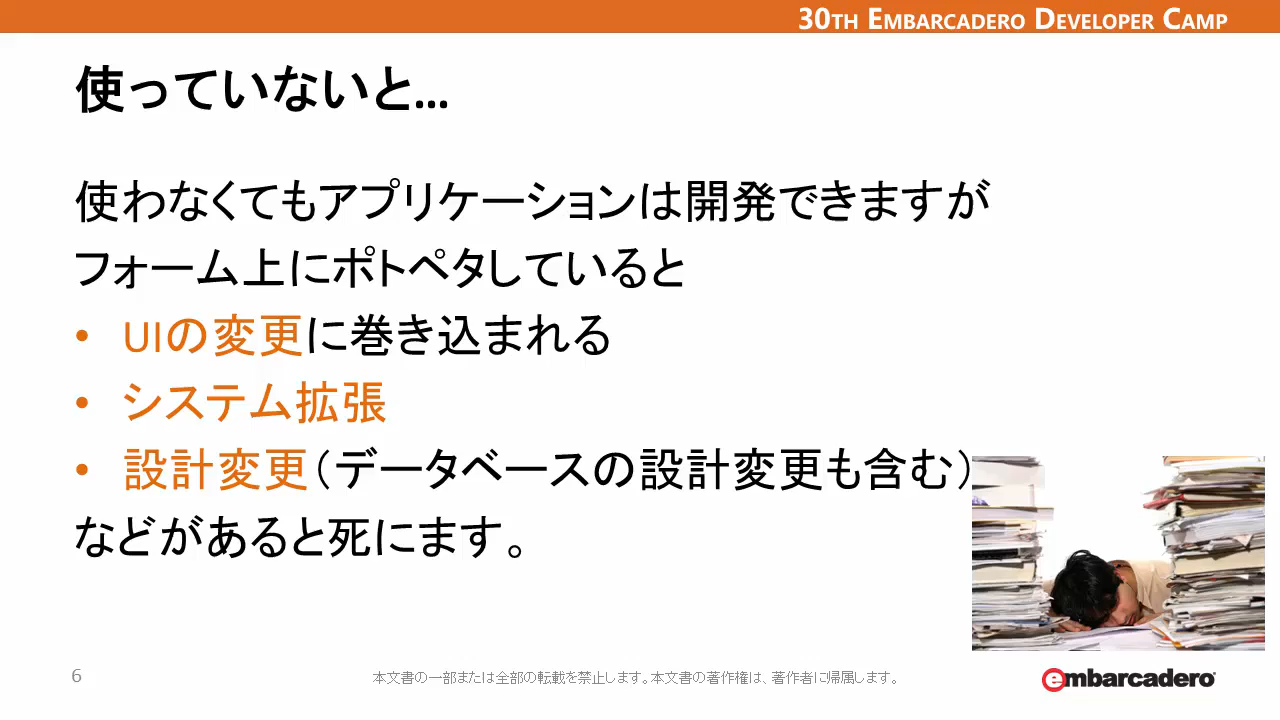 30TH EMBARCADERO DEVELOPER CAMP
使っていないと...
使わなくてもアプリケーションは開発できますが
フォーム上にポトペタしていると
• UIの変更に巻き込まれる
• システム拡張
• 設計変更（データベースの設計変更も含む）
などがあると死にます。
6
本文書の一部または全部の転載を禁止します。本文書の著作権は、著作者に帰属します。
embarcadero